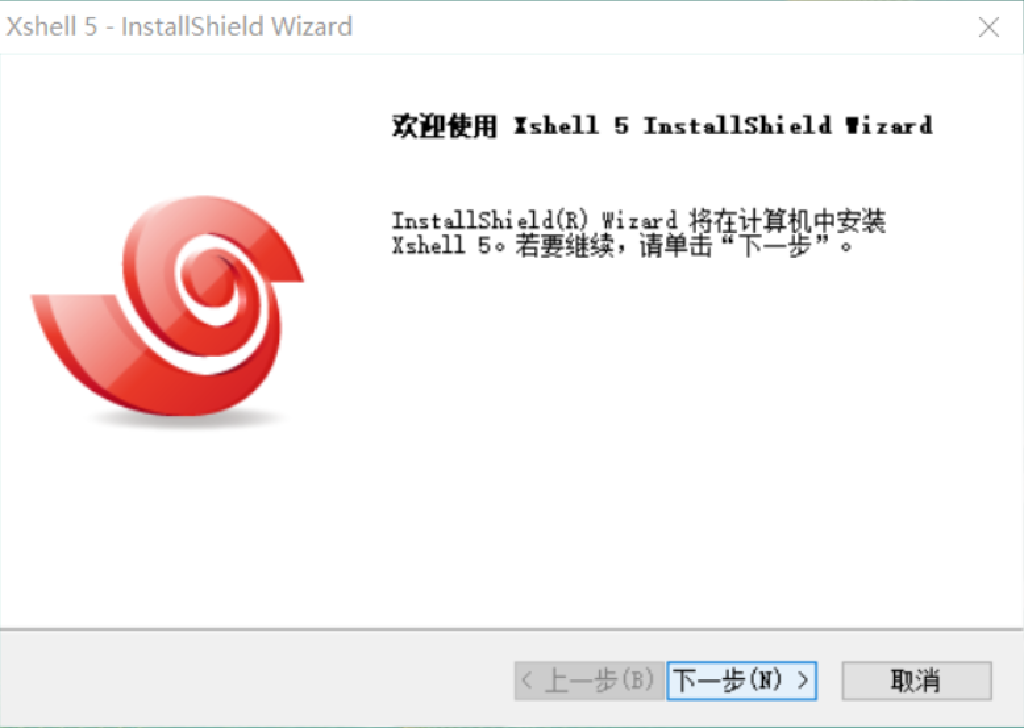 Xshell 5 - InstallShield Wizard
欢迎使用 Xshell 5 InstallShield Wizard
InstallShield(R) Wizard 将在计算机中安装
Xshell 5。若要继续，请单击“下一步”。
< 上一步(B)
下一步(N) >
取消